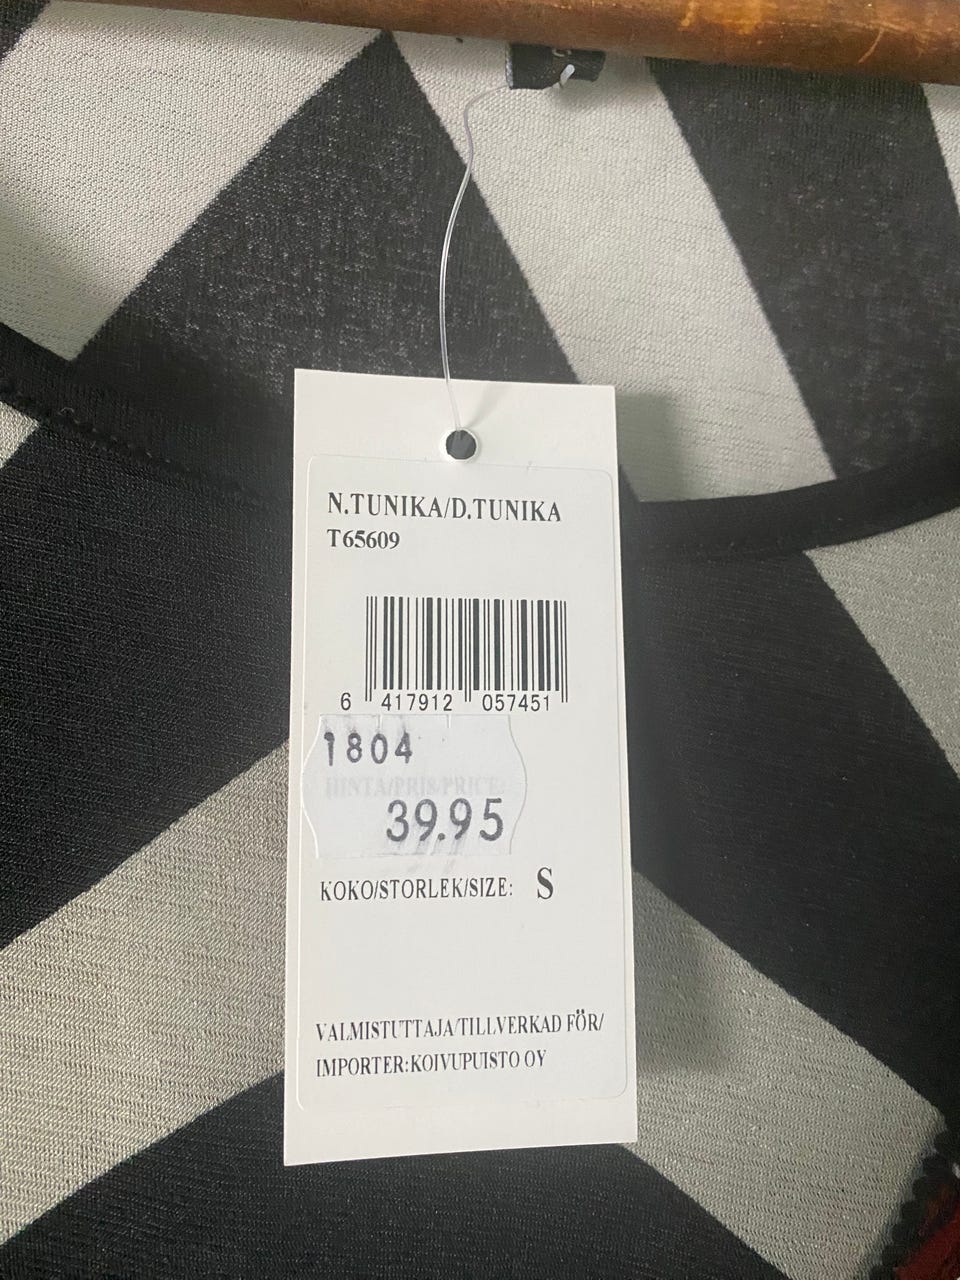 N.TUNIKA/D.TUNIKA
T65609
6 417912 057451
1804
HINTA/PRIS/PRICE:
39.95
KOKO/STORLEK/SIZE: S
VALMISTUTTAJA/TILLVERKAD FÖR/
IMPORTER:KOIVUPUISTO OY